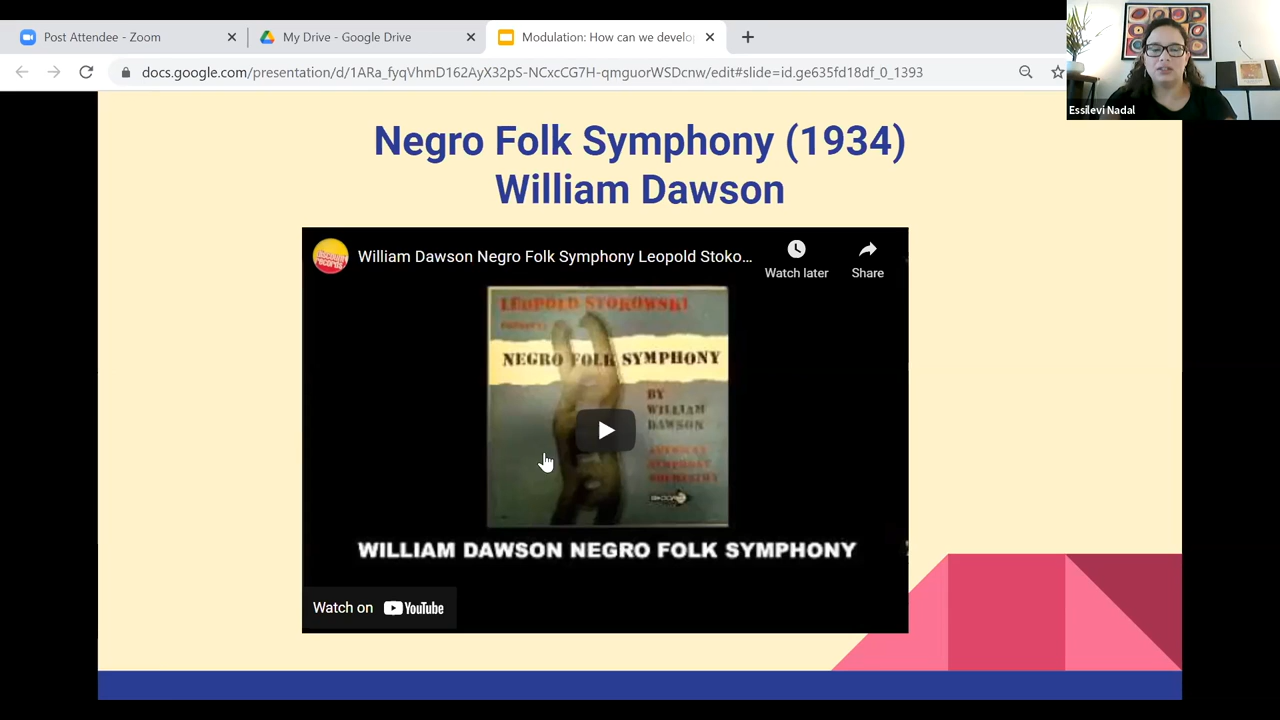 Post Attendee - Zoom
My Drive - Google Drive
Modulation: How can we develo
docs.google.com/presentation/d/1ARa_fyqVhmD162AyX32pS-NCxcCG7H-qmguorWSDcnw/edit#slide=id.ge635fd18df_0_1393
Essilevi Nadal
Negro Folk Symphony (1934)
William Dawson
William Dawson Negro Folk Symphony Leopold Stoko...
Watch later
Share
LEOPOLD STOKOWSKI
NEGRO FOLK SYMPHONY
BY
WILLIAM
DAWSON
SYMPHONY
ORCHESTRA
WILLIAM DAWSON NEGRO FOLK SYMPHONY
Watch on YouTube